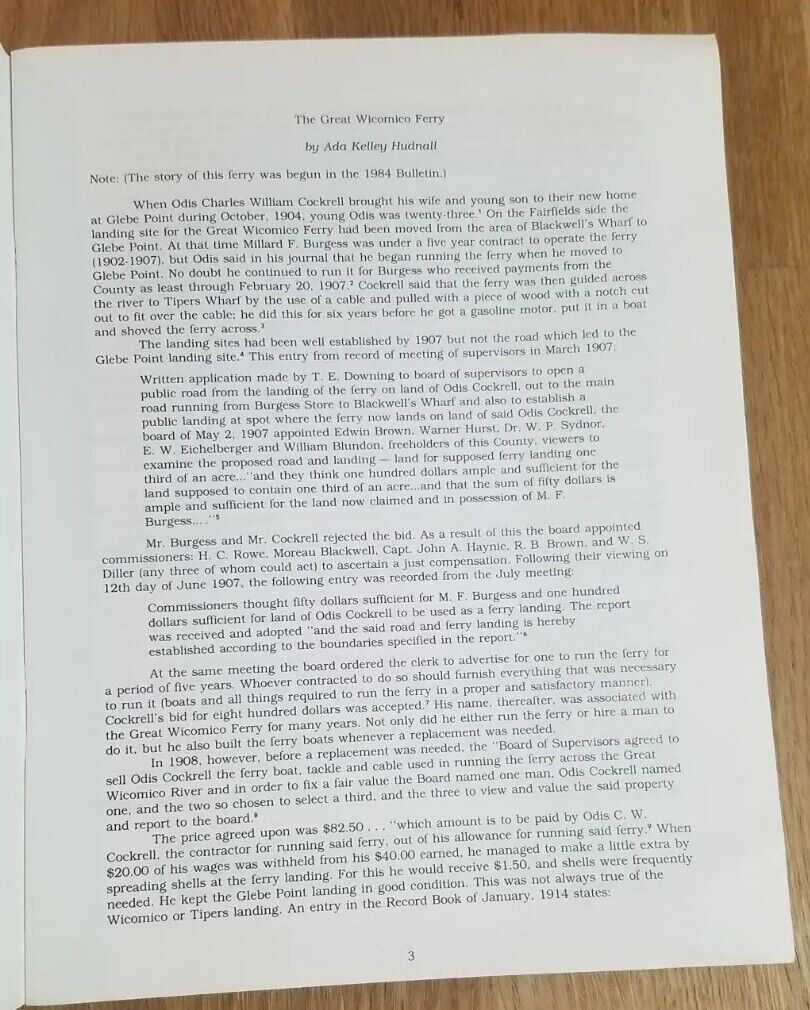 The Great Wicomico Ferry
by Ada Kelley Hudnall
Note: (The story of this ferry was begun in the 1984 Bulletin.)
When Odis Charles William Cockrell brought his wife and young son to their new home
at Glebe Point during October, 1904, young Odis was twenty-three.¹ On the Fairfields side the
landing site for the Great Wicomico Ferry had been moved from the area of Blackwell's Wharf to
Glebe Point. At that time Millard F. Burgess was under a five year contract to operate the ferry
(1902-1907), but Odis said in his journal that he began running the ferry when he moved to
Glebe Point. No doubt he continued to run it for Burgess who received payments from the
County as least through February 20, 1907.² Cockrell said that the ferry was then guided across
the river to Tipers Wharf by the use of a cable and pulled with a piece of wood with a notch cut
out to fit over the cable; he did this for six years before he got a gasoline motor, put it in a boat
and shoved the ferry across.³
The landing sites had been well established by 1907 but not the road which led to the
Glebe Point landing site.⁴ This entry from record of meeting of supervisors in March 1907:
Written application made by T. E. Downing to board of supervisors to open a
public road from the landing of the ferry on land of Odis Cockrell, out to the main
road running from Burgess Store to Blackwell's Wharf and also to establish a
public landing at spot where the ferry now lands on land of said Odis Cockrell, the
board of May 2, 1907 appointed Edwin Brown, Warner Hurst, Dr. W. P. Sydnor,
E. W. Eichelberger and William Blundon, freeholders of this County, viewers to
examine the proposed road and landing — land for supposed ferry landing one
third of an acre..."and they think one hundred dollars ample and sufficient for the
land supposed to contain one third of an acre...and that the sum of fifty dollars is
ample and sufficient for the land now claimed and in possession of M. F.
Burgess... ."⁵
Mr. Burgess and Mr. Cockrell rejected the bid. As a result of this the board appointed
commissioners: H. C. Rowe, Moreau Blackwell, Capt. John A. Haynie, R. B. Brown, and W. S.
Diller (any three of whom could act) to ascertain a just compensation. Following their viewing on
12th day of June 1907, the following entry was recorded from the July meeting:
Commissioners thought fifty dollars sufficient for M. F. Burgess and one hundred
dollars sufficient for land of Odis Cockrell to be used as a ferry landing. The report
was received and adopted "and the said road and ferry landing is hereby
established according to the boundaries specified in the report."⁶
At the same meeting the board ordered the clerk to advertise for one to run the ferry for
a period of five years. Whoever contracted to do so should furnish everything that was necessary
to run it (boats and all things required to run the ferry in a proper and satisfactory manner).
Cockrell's bid for eight hundred dollars was accepted.⁷ His name, thereafter, was associated with
the Great Wicomico Ferry for many years. Not only did he either run the ferry or hire a man to
do it, but he also built the ferry boats whenever a replacement was needed.
In 1908, however, before a replacement was needed, the "Board of Supervisors agreed to
sell Odis Cockrell the ferry boat, tackle and cable used in running the ferry across the Great
Wicomico River and in order to fix a fair value the Board named one man, Odis Cockrell named
one, and the two so chosen to select a third, and the three to view and value the said property
and report to the board.⁸
The price agreed upon was $82.50 . . . "which amount is to be paid by Odis C. W.
Cockrell, the contractor for running said ferry, out of his allowance for running said ferry.⁹ When
$20.00 of his wages was withheld from his $40.00 earned, he managed to make a little extra by
spreading shells at the ferry landing. For this he would receive $1.50, and shells were frequently
needed. He kept the Glebe Point landing in good condition. This was not always true of the
Wicomico or Tipers landing. An entry in the Record Book of January, 1914 states:
3